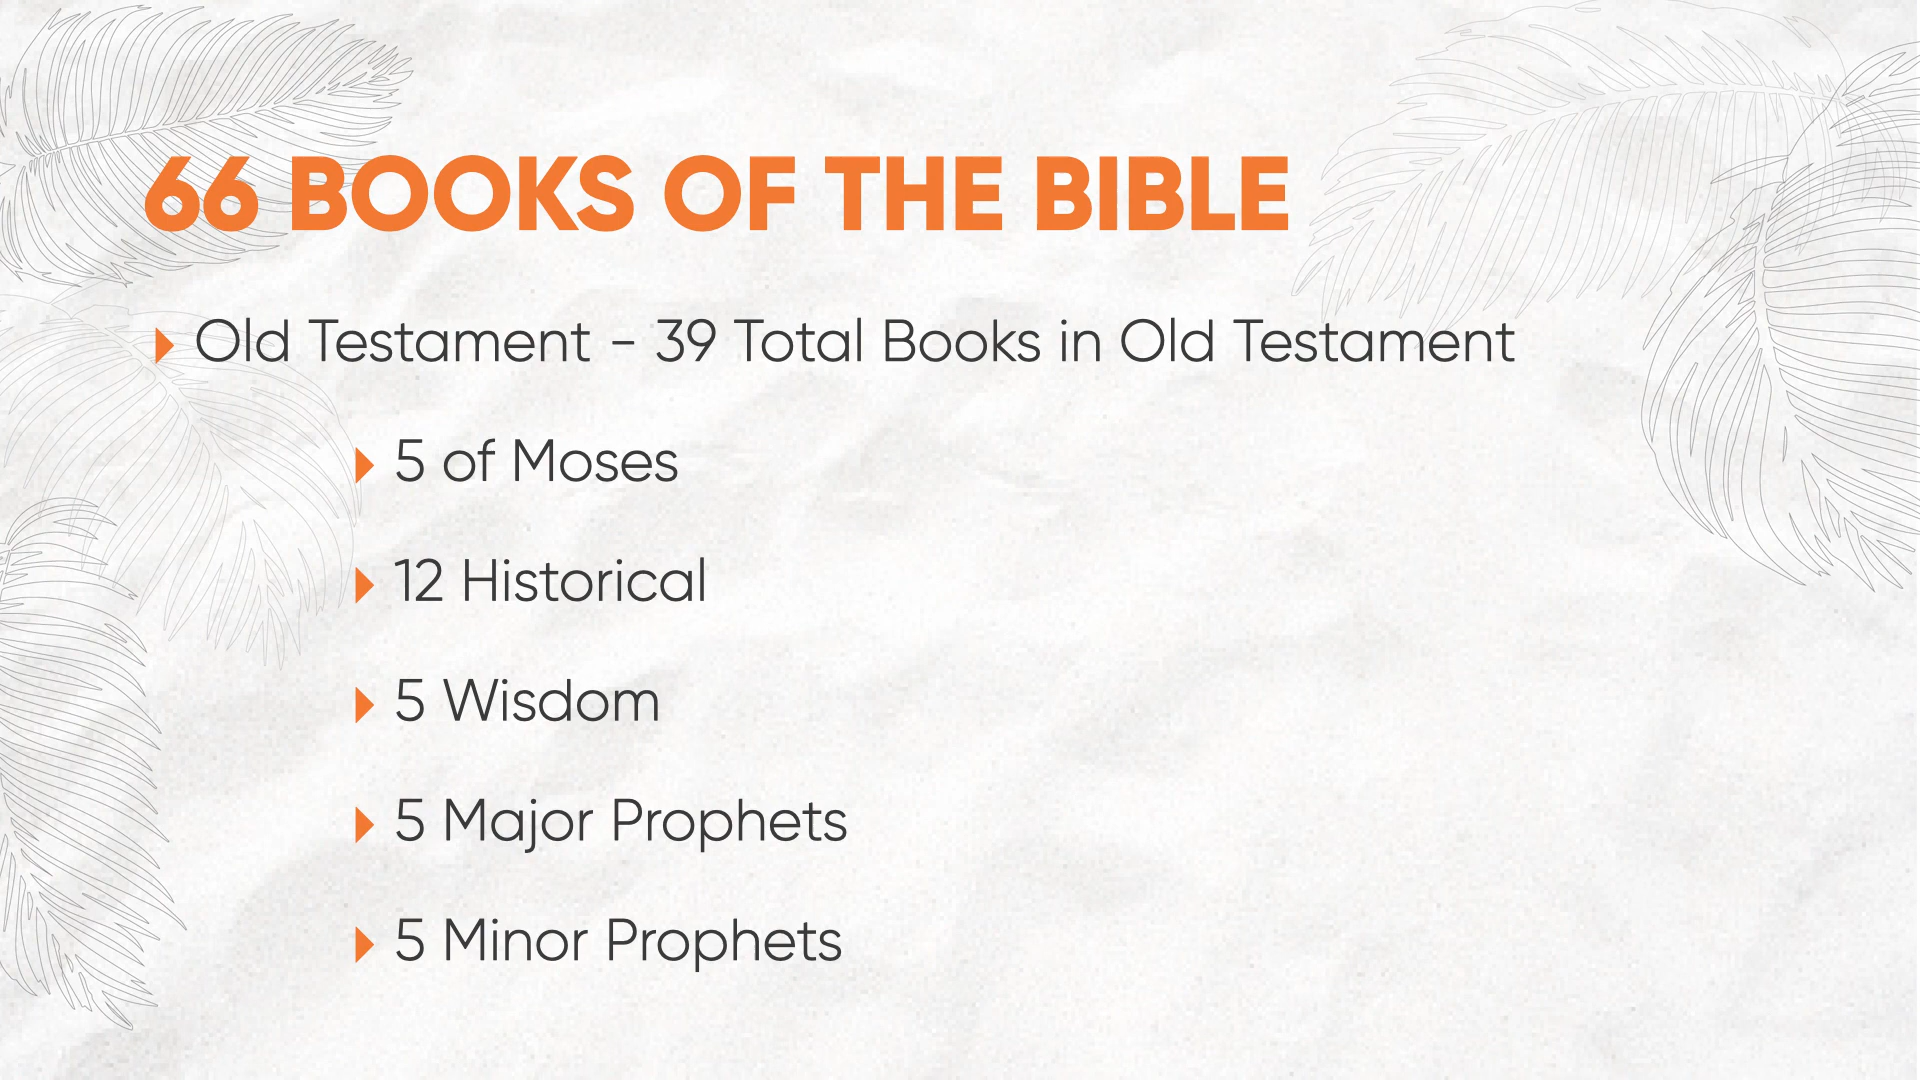 66 BOOKS OF THE BIBLE
Old Testament - 39 Total Books in Old Testament
5 of Moses
12 Historical
5 Wisdom
5 Major Prophets
5 Minor Prophets